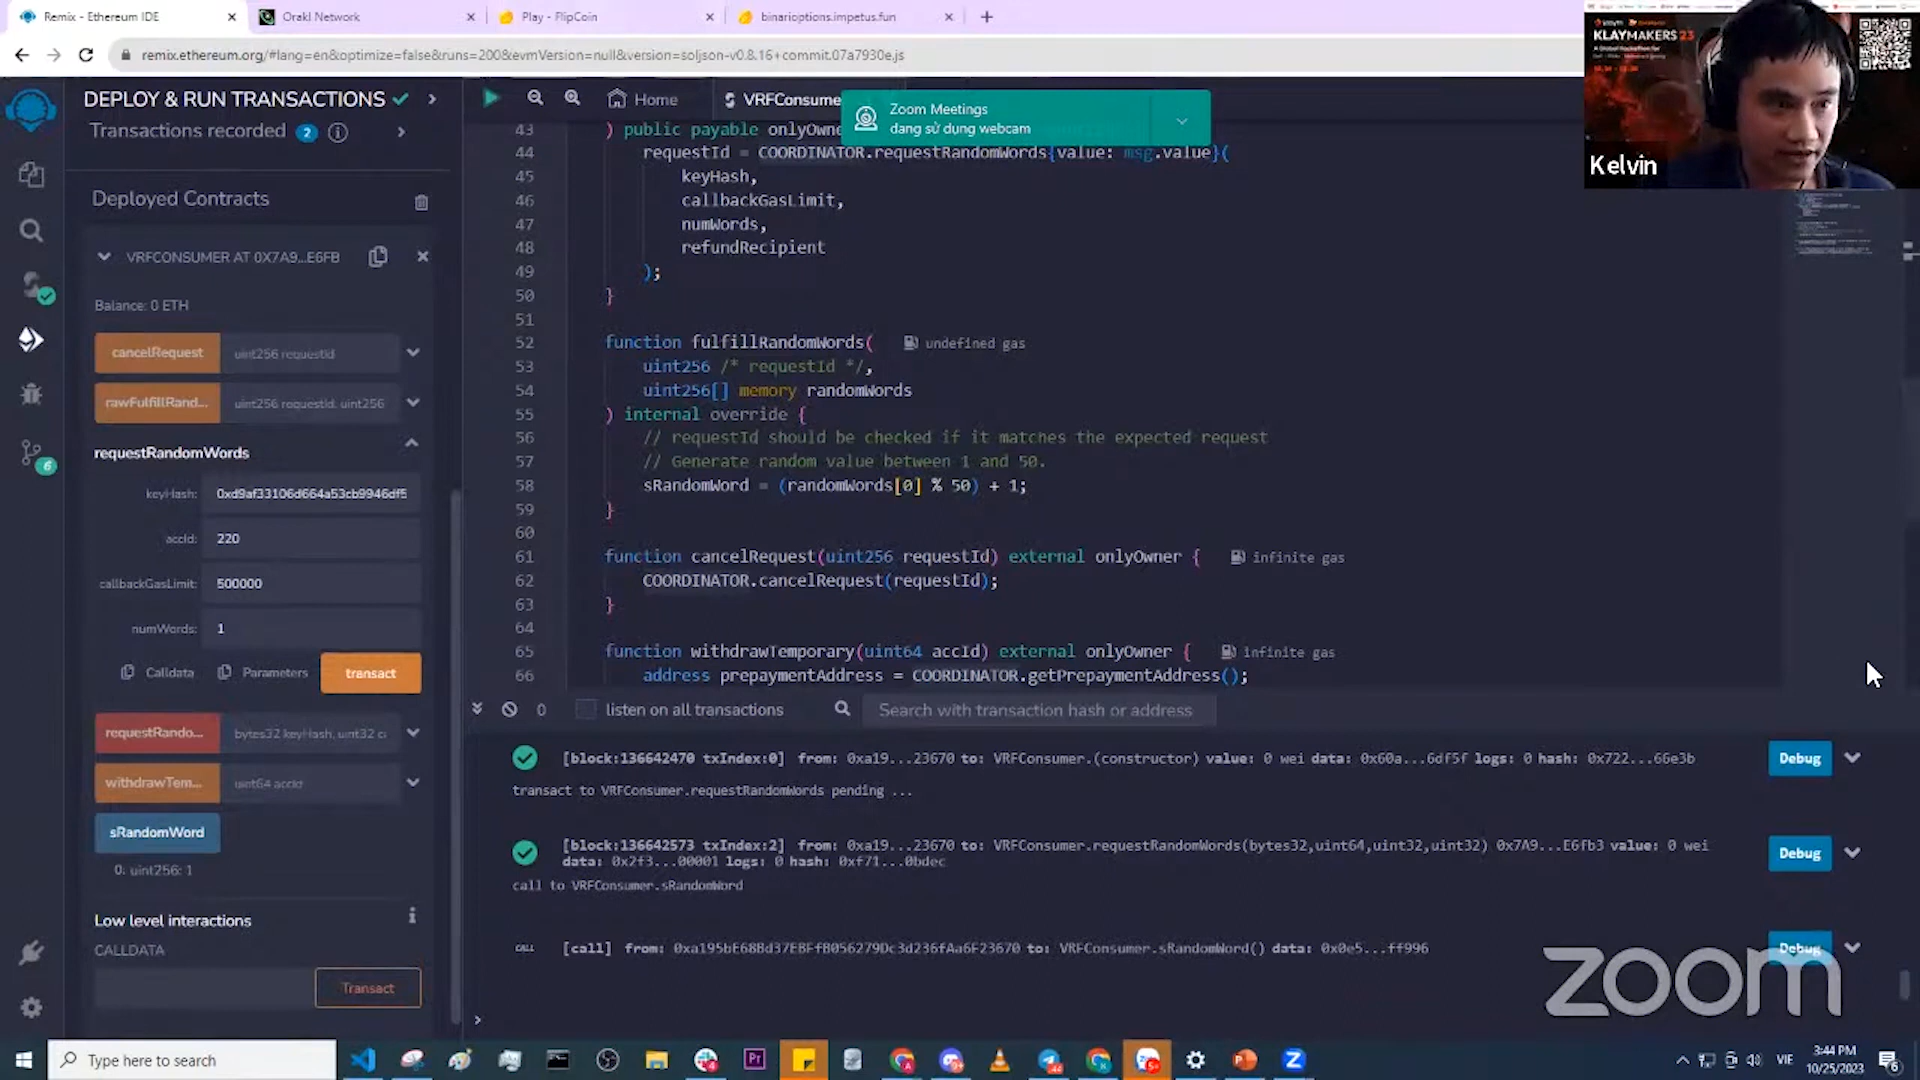 Remix - Ethereum IDE
Orakl Network
Play - FlipCoin
binarioptions.impetus.fun
remix.ethereum.org/#lang=en&optimize=false&runs=200&evmVersion=null&version=soljson-v0.8.16+commit.07a7930e.js
KLAYMAKERS 23
Kelvin
Zoom Meetings
đang sử dụng webcam
DEPLOY & RUN TRANSACTIONS
Transactions recorded 2
Deployed Contracts
VRFCONSUMER AT 0X7A9...E6FB
Balance: 0 ETH
cancelRequest uint256 requestId
rawFulfillRand... uint256 requestId, uint256
requestRandomWords
keyHash: 0xd9af33106d664a53cb9946df5
accId: 220
callbackGasLimit: 500000
numWords: 1
Calldata Parameters transact
requestRando... bytes32 keyHash, uint32 ca
withdrawTem... uint64 accId
sRandomWord
0: uint256: 1
Low level interactions
CALLDATA
Transact
6
Home VRFConsume
43 ) public payable onlyOwne
44 requestId = COORDINATOR.requestRandomWords{value: msg.value}(
45 keyHash,
46 callbackGasLimit,
47 numWords,
48 refundRecipient
49 );
50 }
51
52 function fulfillRandomWords( undefined gas
53 uint256 /* requestId */,
54 uint256[] memory randomWords
55 ) internal override {
56 // requestId should be checked if it matches the expected request
57 // Generate random value between 1 and 50.
58 sRandomWord = (randomWords[0] % 50) + 1;
59 }
60
61 function cancelRequest(uint256 requestId) external onlyOwner { infinite gas
62 COORDINATOR.cancelRequest(requestId);
63 }
64
65 function withdrawTemporary(uint64 accId) external onlyOwner { infinite gas
66 address prepaymentAddress = COORDINATOR.getPrepaymentAddress();
0 listen on all transactions Search with transaction hash or address
[block:136642470 txIndex:0] from: 0xa19...23670 to: VRFConsumer.(constructor) value: 0 wei data: 0x60a...6df5f logs: 0 hash: 0x722...66e3b Debug
transact to VRFConsumer.requestRandomWords pending ...
[block:136642573 txIndex:2] from: 0xa19...23670 to: VRFConsumer.requestRandomWords(bytes32,uint64,uint32,uint32) 0x7A9...E6Fb3 value: 0 wei
data: 0x2f3...00001 logs: 0 hash: 0xf71...0bdec Debug
call to VRFConsumer.sRandomWord
CALL [call] from: 0xa195bE68Bd37EBFfB056279Dc3d236fAa6F23670 to: VRFConsumer.sRandomWord() data: 0x0e5...ff996 Debug
>
zoom
Type here to search
VIE
3:44 PM
10/25/2023
6